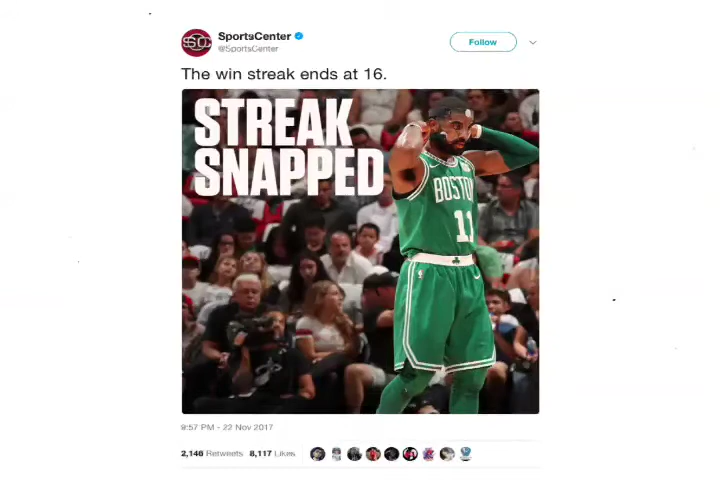 SportsCenter
@SportsCenter
Follow
The win streak ends at 16.
STREAK
SNAPPED
BOSTON
11
9:57 PM - 22 Nov 2017
2,146 Retweets 8,117 Likes